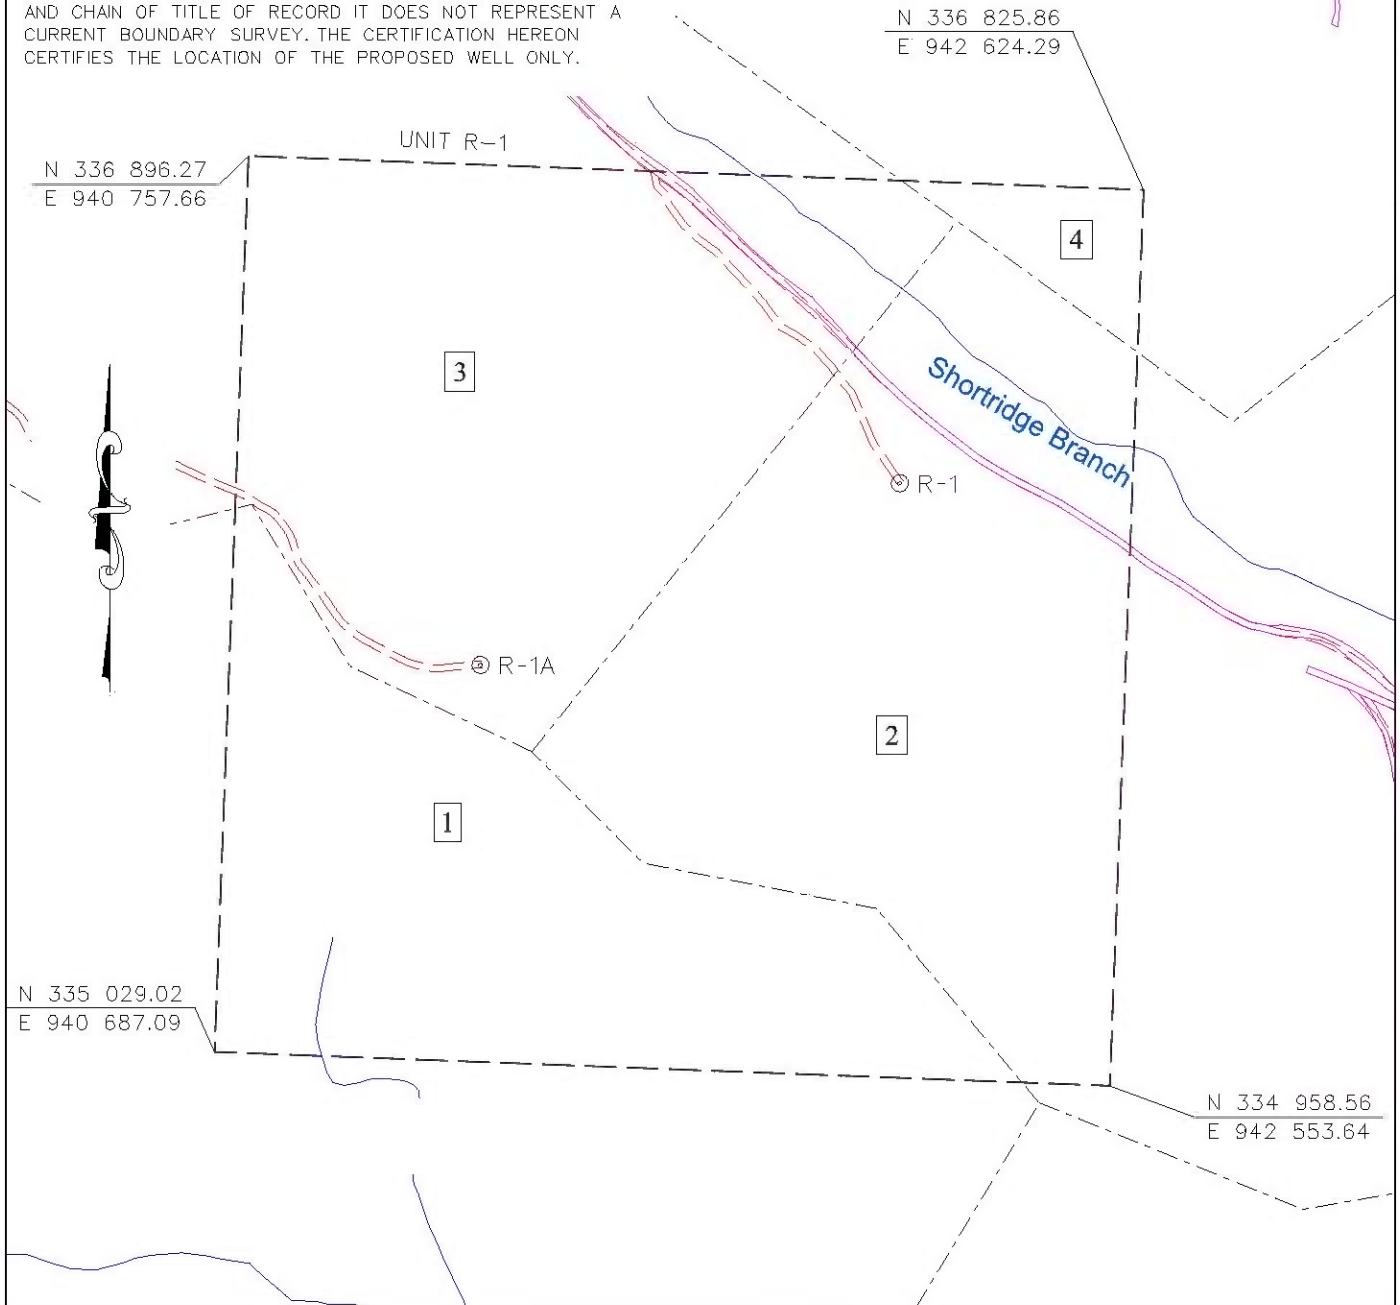 AND CHAIN OF TITLE OF RECORD IT DOES NOT REPRESENT A
CURRENT BOUNDARY SURVEY. THE CERTIFICATION HEREON
CERTIFIES THE LOCATION OF THE PROPOSED WELL ONLY.
N 336 825.86
E 942 624.29
UNIT R-1
N 336 896.27
E 940 757.66
4
3
Shortridge Branch
R-1
R-1A
2
1
N 335 029.02
E 940 687.09
N 334 958.56
E 942 553.64